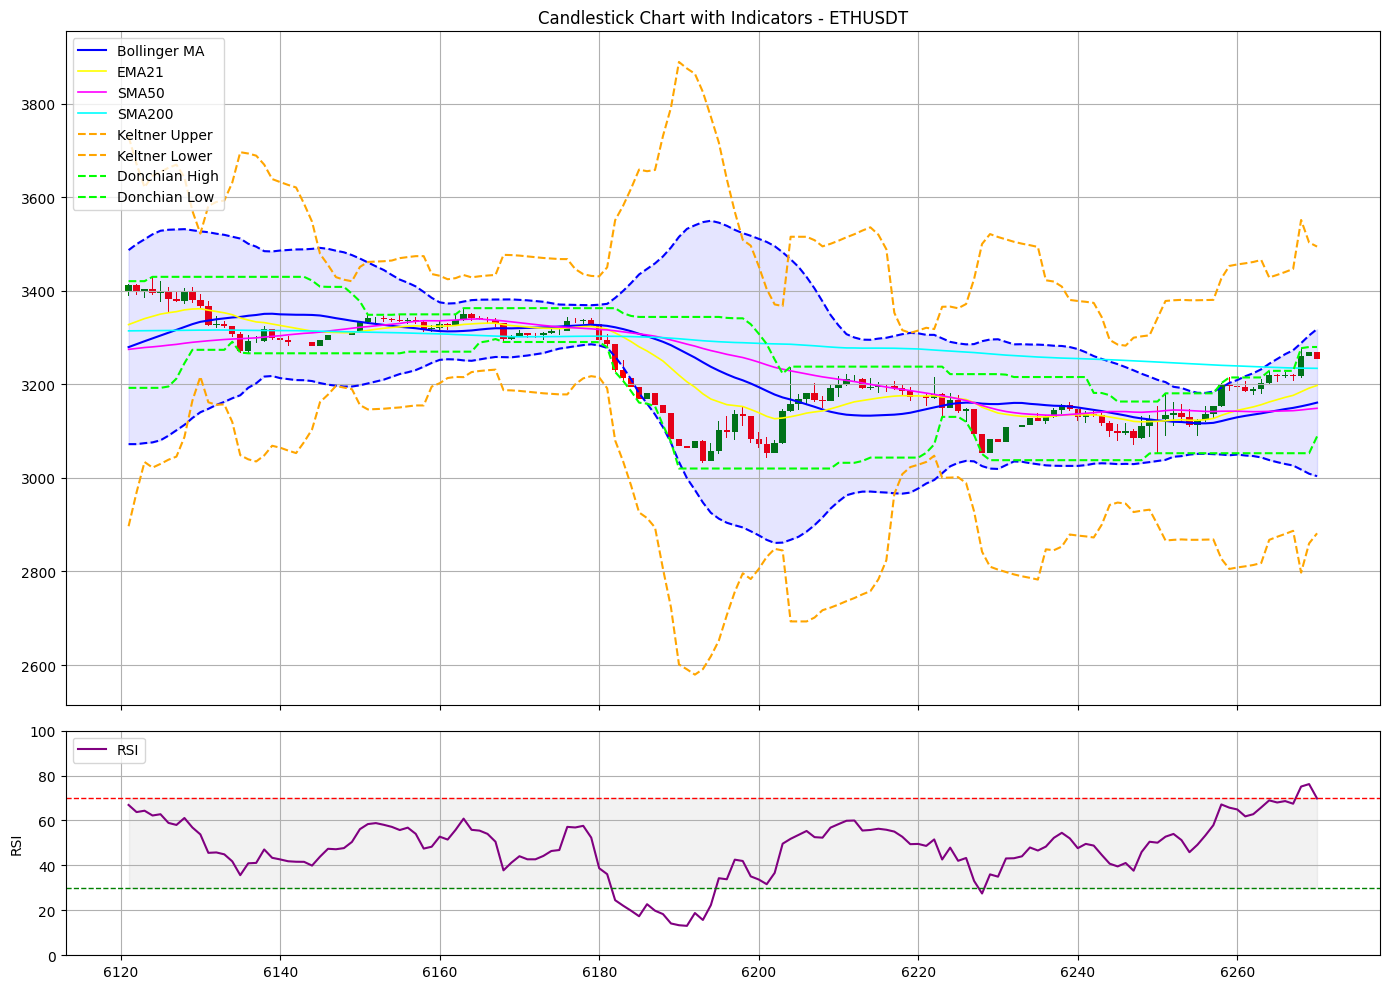 Candlestick Chart with Indicators - ETHUSDT
Bollinger MA
EMA21
SMA50
SMA200
Keltner Upper
Keltner Lower
Donchian High
Donchian Low
3800
3600
3400
3200
3000
2800
2600
RSI
100
80
60
40
20
0
RSI
6120 6140 6160 6180 6200 6220 6240 6260